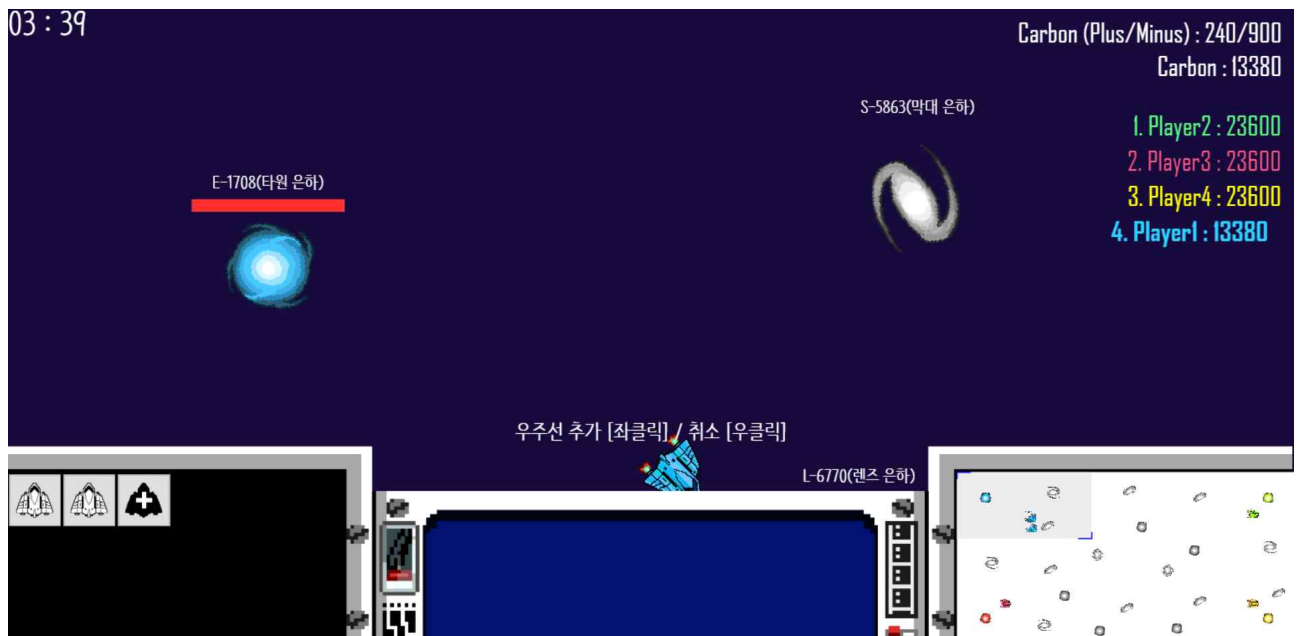 03 : 39
Carbon (Plus/Minus) : 240/900
Carbon : 13380
S-5863(막대 은하)
1. Player2 : 23600
2. Player3 : 23600
E-1708(타원 은하)
3. Player4 : 23600
4. Player1 : 13380
우주선 추가 [좌클릭] / 취소 [우클릭]
L-6770(렌즈 은하)